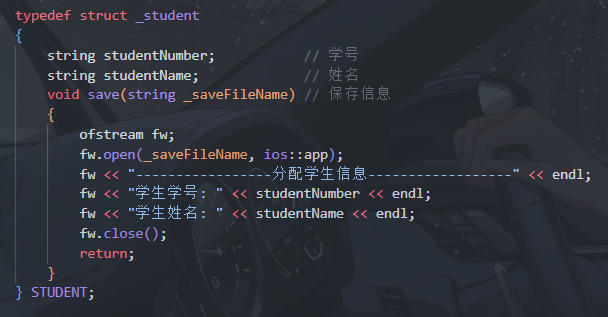 typedef struct _student
{
    string studentNumber;           // 学号
    string studentName;             // 姓名
    void save(string _saveFileName) // 保存信息
    {
        ofstream fw;
        fw.open(_saveFileName, ios::app);
        fw << "-----------------分配学生信息------------------" << endl;
        fw << "学生学号: " << studentNumber << endl;
        fw << "学生姓名: " << studentName << endl;
        fw.close();
        return;
    }
} STUDENT;